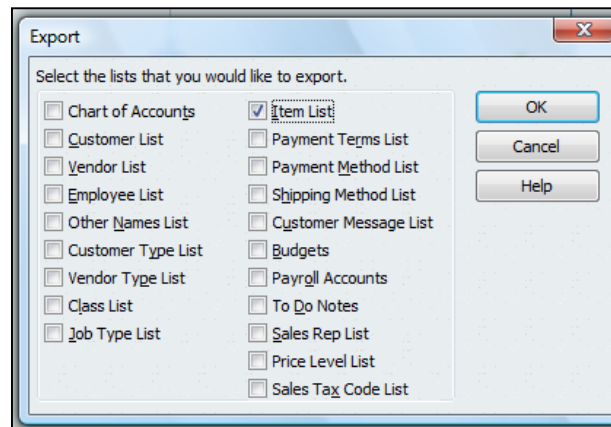 Export
Select the lists that you would like to export.
Chart of Accounts
Customer List
Vendor List
Employee List
Other Names List
Customer Type List
Vendor Type List
Class List
Job Type List
Item List
Payment Terms List
Payment Method List
Shipping Method List
Customer Message List
Budgets
Payroll Accounts
To Do Notes
Sales Rep List
Price Level List
Sales Tax Code List
OK
Cancel
Help